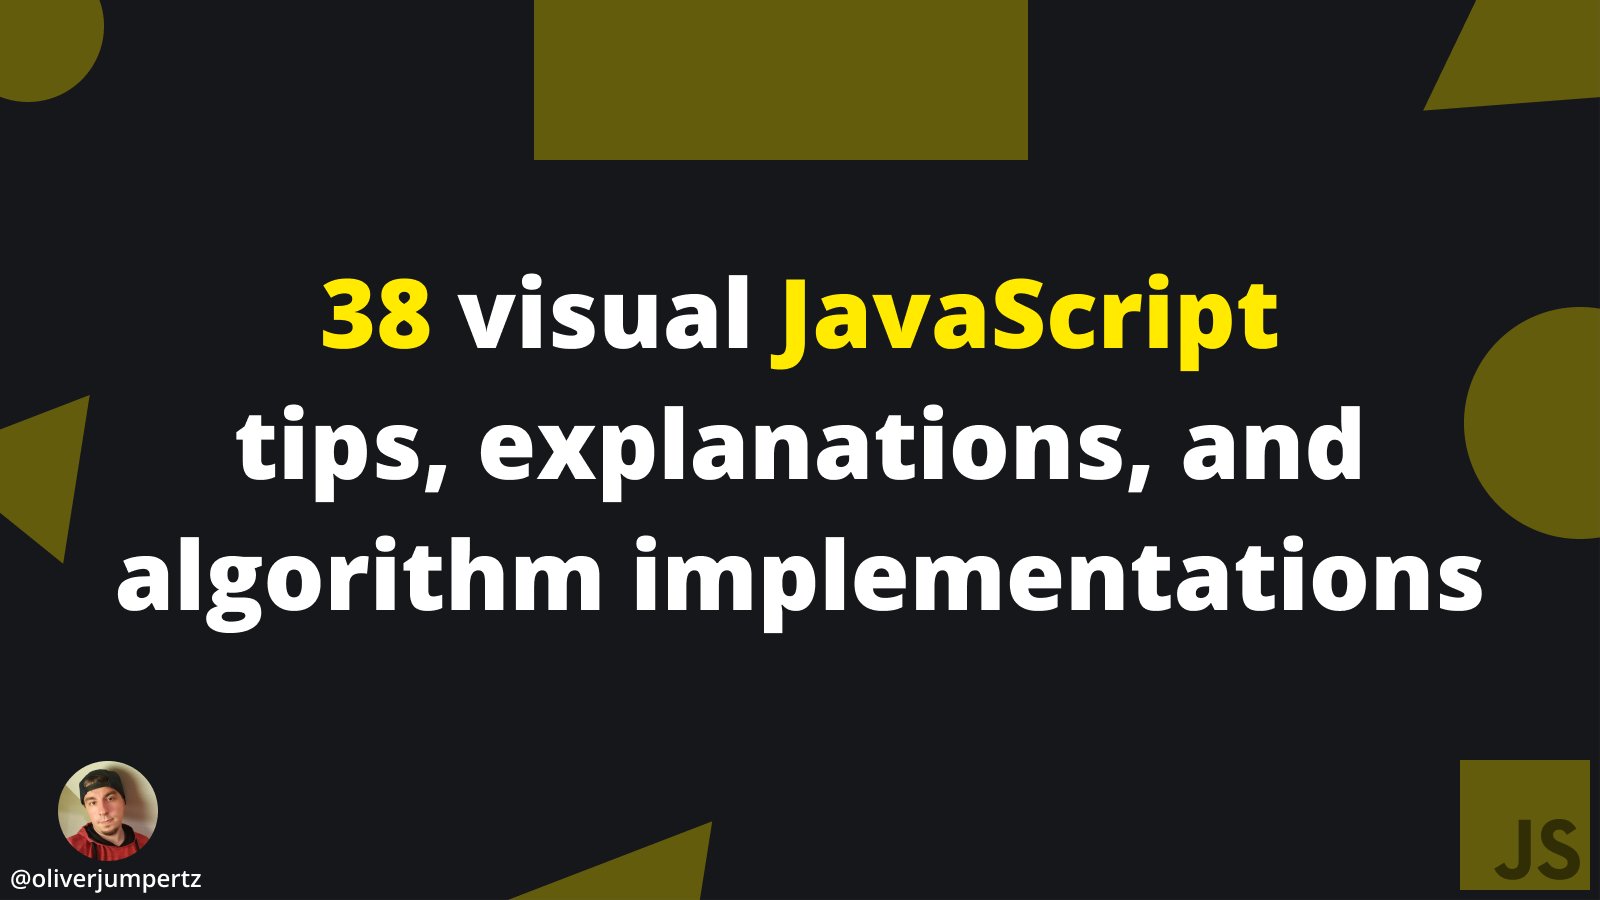 38 visual JavaScript
tips, explanations, and
algorithm implementations
@oliverjumpertz
JS